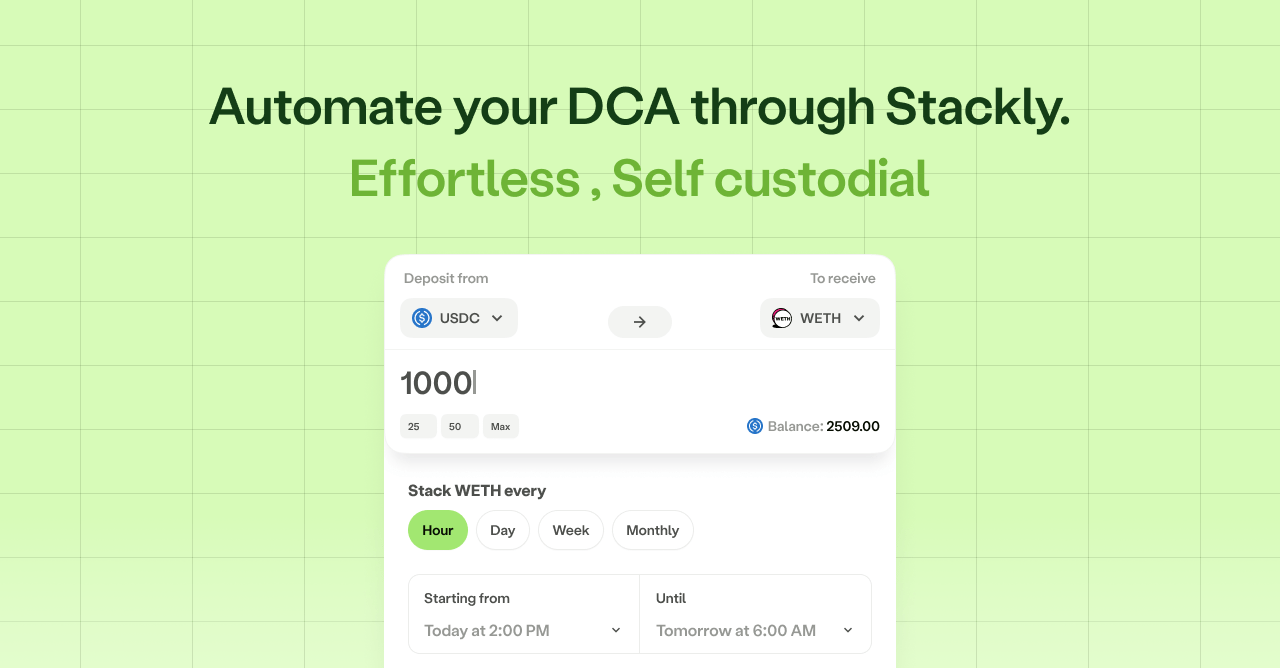 Automate your DCA through Stackly.
Effortless , Self custodial
Deposit from
To receive
USDC
WETH
WETH
1000
25
50
Max
Balance: 2509.00
Stack WETH every
Hour
Day
Week
Monthly
Starting from
Until
Today at 2:00 PM
Tomorrow at 6:00 AM